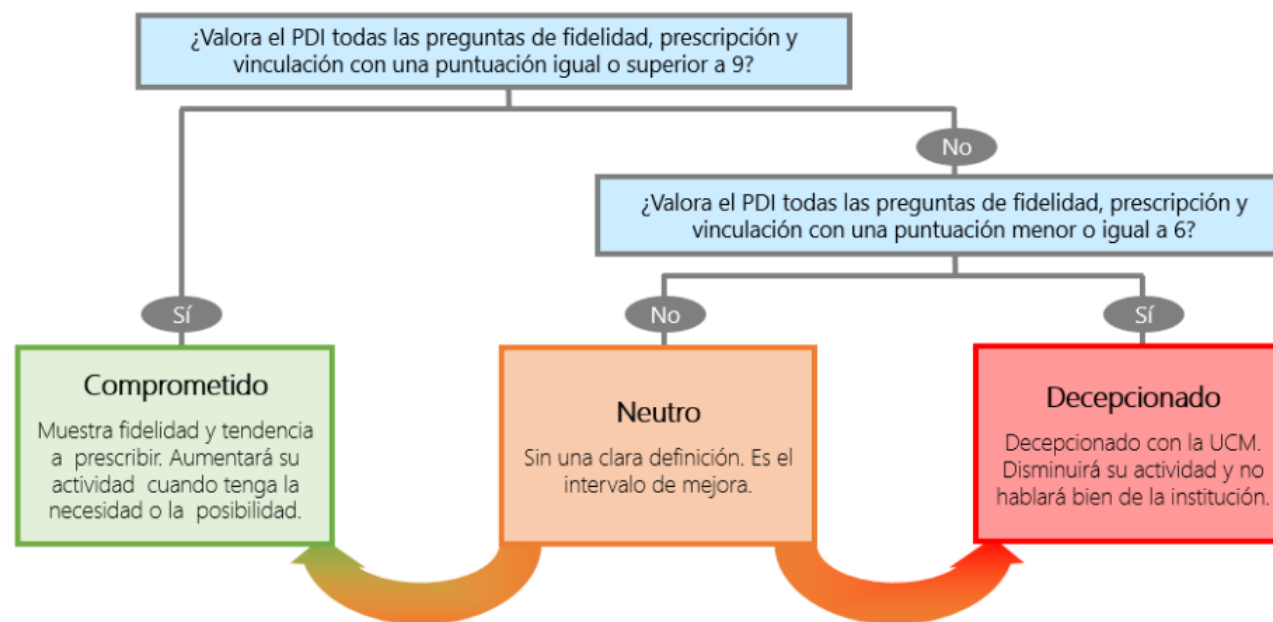 ¿Valora el PDI todas las preguntas de fidelidad, prescripción y
vinculación con una puntuación igual o superior a 9?
No
¿Valora el PDI todas las preguntas de fidelidad, prescripción y
vinculación con una puntuación menor o igual a 6?
Sí
No
Sí
Comprometido
Muestra fidelidad y tendencia
a prescribir. Aumentará su
actividad cuando tenga la
necesidad o la posibilidad.
Neutro
Sin una clara definición. Es el
intervalo de mejora.
Decepcionado
Decepcionado con la UCM.
Disminuirá su actividad y no
hablará bien de la institución.